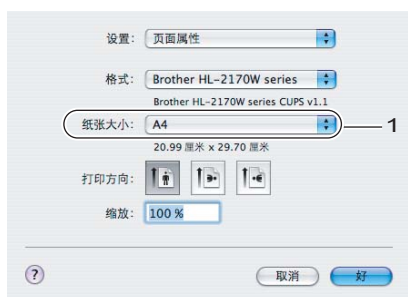 设置: 页面属性
格式: Brother HL-2170W series
Brother HL-2170W series CUPS v1.1
纸张大小: A4 1
20.99 厘米 x 29.70 厘米
打印方向:
缩放: 100 %
? 取消 好